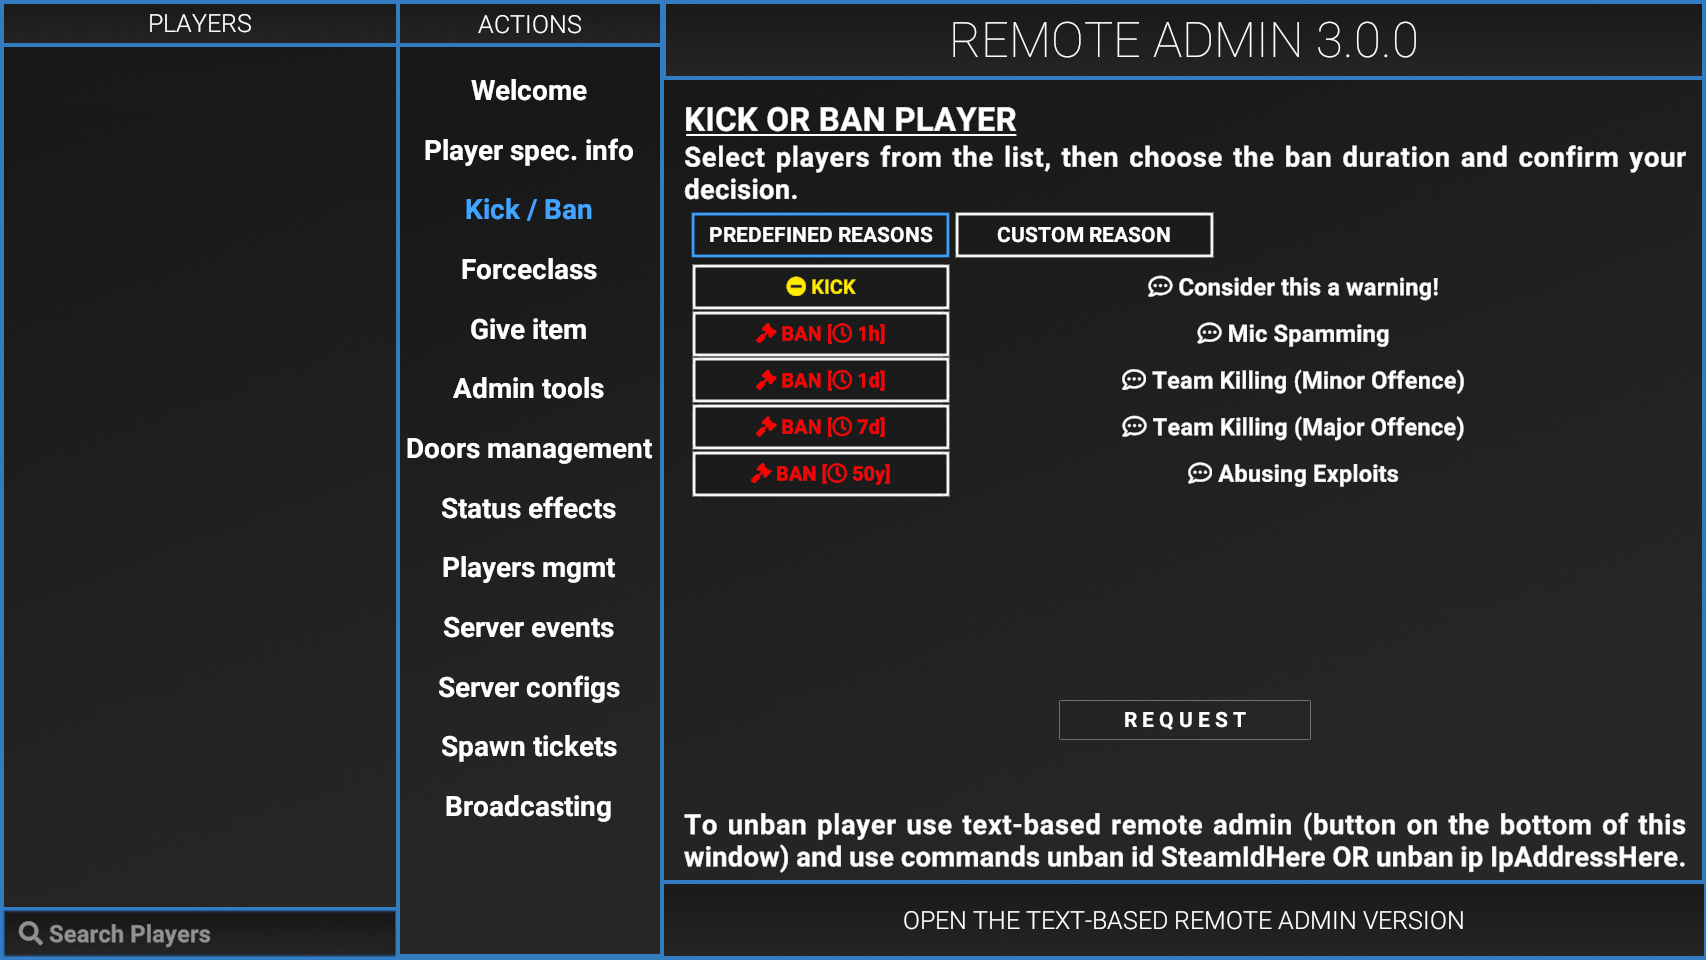 PLAYERS
ACTIONS
REMOTE ADMIN 3.0.0
Welcome
Player spec. info
Kick / Ban
Forceclass
Give item
Admin tools
Doors management
Status effects
Players mgmt
Server events
Server configs
Spawn tickets
Broadcasting
Search Players
KICK OR BAN PLAYER
Select players from the list, then choose the ban duration and confirm your
decision.
PREDEFINED REASONS
CUSTOM REASON
KICK
Consider this a warning!
BAN [1h]
Mic Spamming
BAN [1d]
Team Killing (Minor Offence)
BAN [7d]
Team Killing (Major Offence)
BAN [50y]
Abusing Exploits
REQUEST
To unban player use text-based remote admin (button on the bottom of this
window) and use commands unban id SteamIdHere OR unban ip IpAddressHere.
OPEN THE TEXT-BASED REMOTE ADMIN VERSION